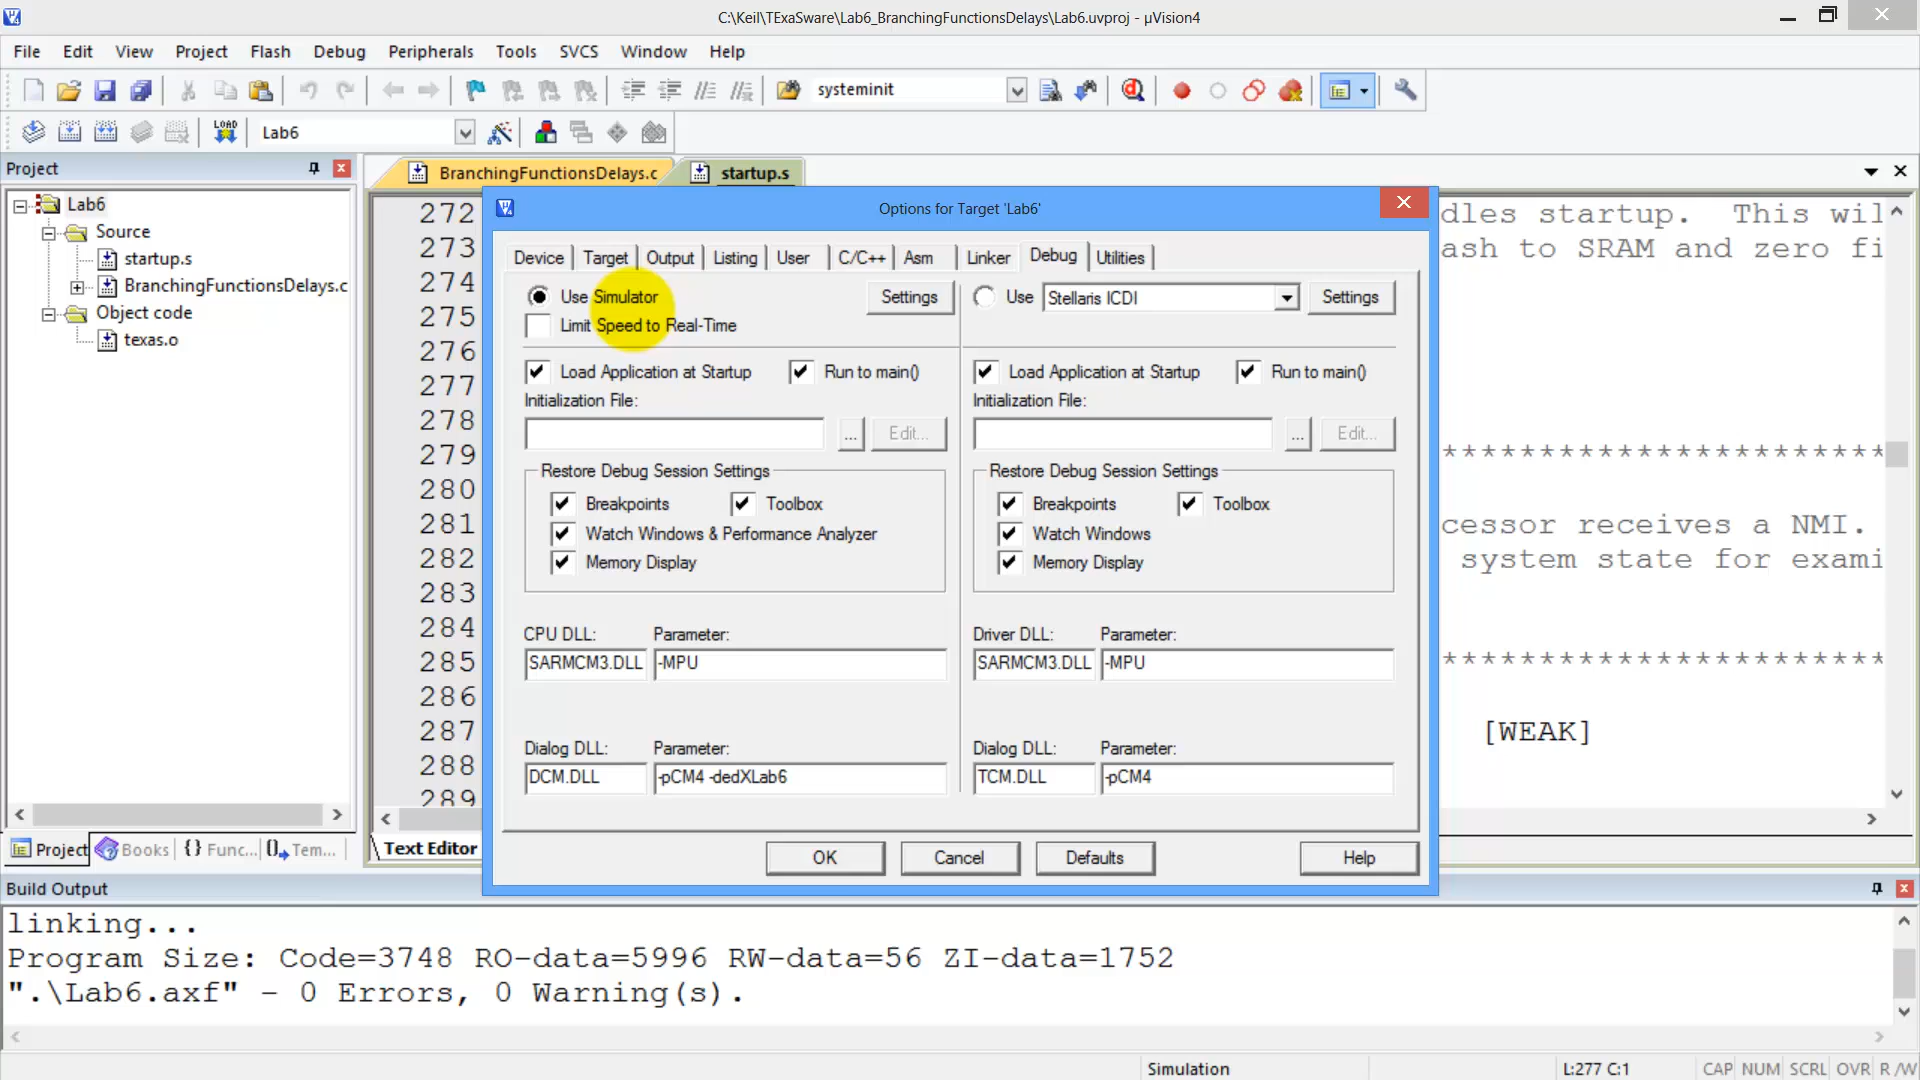 C:\Keil\TExaSware\Lab6_BranchingFunctionsDelays\Lab6.uvproj - µVision4
File Edit View Project Flash Debug Peripherals Tools SVCS Window Help
systeminit
LOAD Lab6
Project
BranchingFunctionsDelays.c startup.s
Lab6
Source
startup.s
BranchingFunctionsDelays.c
Object code
texas.o
272 dles startup. This wil
273 ash to SRAM and zero fi
274
275
276
277
278
279 ***********************
280
281 cessor receives a NMI.
282 system state for exami
283
284
285 ***********************
286
287 [WEAK]
288
289
Options for Target 'Lab6'
Device Target Output Listing User C/C++ Asm Linker Debug Utilities
Use Simulator Settings
Limit Speed to Real-Time
Load Application at Startup Run to main()
Initialization File:
... Edit...
Restore Debug Session Settings
Breakpoints Toolbox
Watch Windows & Performance Analyzer
Memory Display
CPU DLL: Parameter:
SARMCM3.DLL -MPU
Dialog DLL: Parameter:
DCM.DLL -pCM4 -dedXLab6
Use Stellaris ICDI Settings
Load Application at Startup Run to main()
Initialization File:
... Edit...
Restore Debug Session Settings
Breakpoints Toolbox
Watch Windows
Memory Display
Driver DLL: Parameter:
SARMCM3.DLL -MPU
Dialog DLL: Parameter:
TCM.DLL -pCM4
OK Cancel Defaults Help
Project Books {} Func... Tem...
Text Editor
Build Output
linking...
Program Size: Code=3748 RO-data=5996 RW-data=56 ZI-data=1752
".\Lab6.axf" - 0 Errors, 0 Warning(s).
Simulation L:277 C:1 CAP NUM SCRL OVR R/W